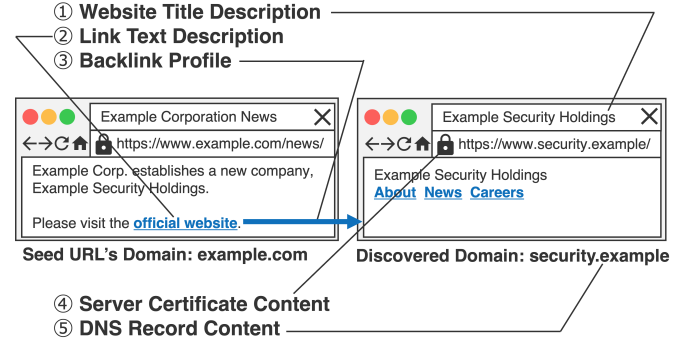 ① Website Title Description
② Link Text Description
③ Backlink Profile
Example Corporation News
https://www.example.com/news/
Example Corp. establishes a new company,
Example Security Holdings.
Please visit the official website.
Seed URL's Domain: example.com
Example Security Holdings
https://www.security.example/
Example Security Holdings
About News Careers
Discovered Domain: security.example
④ Server Certificate Content
⑤ DNS Record Content